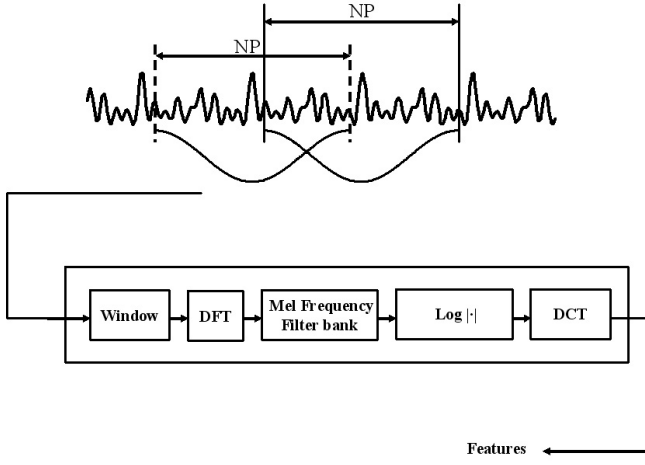 NP
NP
Window
DFT
Mel Frequency
Filter bank
Log |·|
DCT
Features